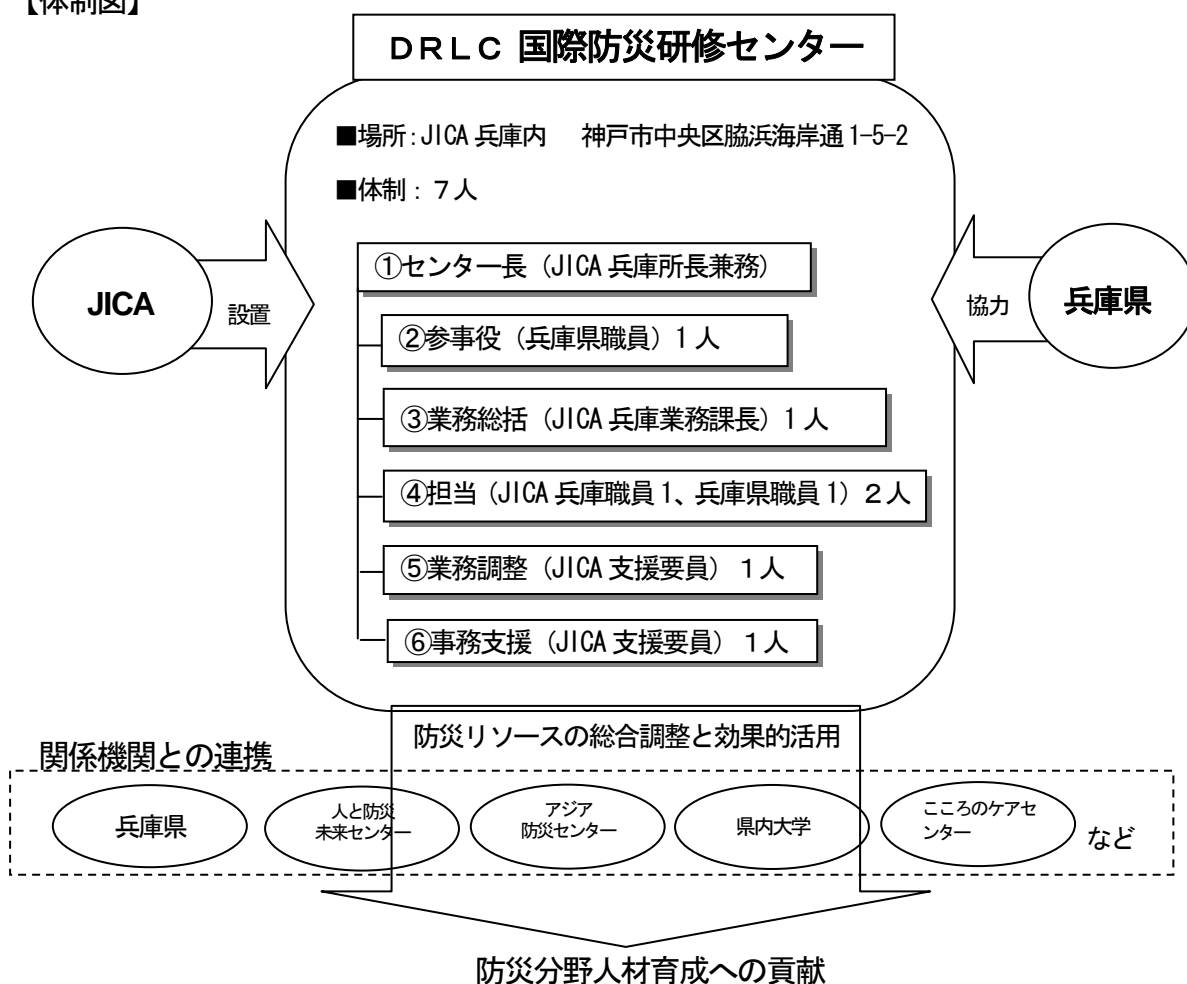 【体制図】
ＤＲＬＣ 国際防災研修センター
■場所：JICA 兵庫内　神戸市中央区脇浜海岸通 1-5-2
■体制：７人
JICA
設置
①センター長（JICA 兵庫所長兼務）
②参事役（兵庫県職員）1 人
③業務総括（JICA 兵庫業務課長）1 人
④担当（JICA 兵庫職員 1、兵庫県職員 1）２人
⑤業務調整（JICA 支援要員）１人
⑥事務支援（JICA 支援要員）１人
協力
兵庫県
防災リソースの総合調整と効果的活用
関係機関との連携
兵庫県
人と防災
未来センター
アジア
防災センター
県内大学
こころのケアセ
ンター
など
防災分野人材育成への貢献